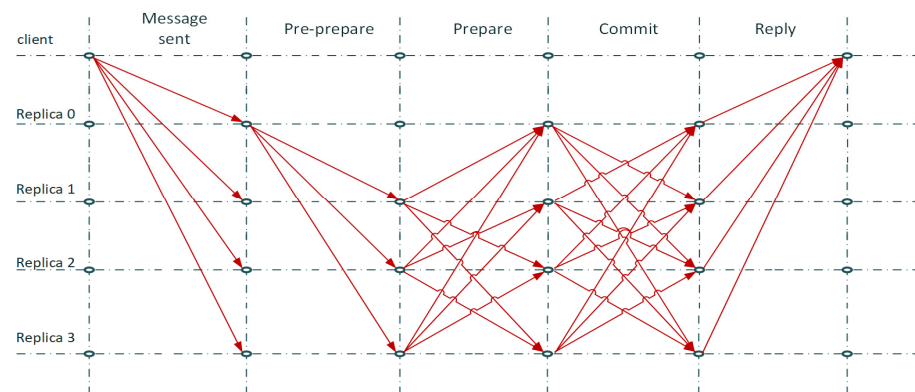 Message
sent
Pre-prepare
Prepare
Commit
Reply
client
Replica 0
Replica 1
Replica 2
Replica 3